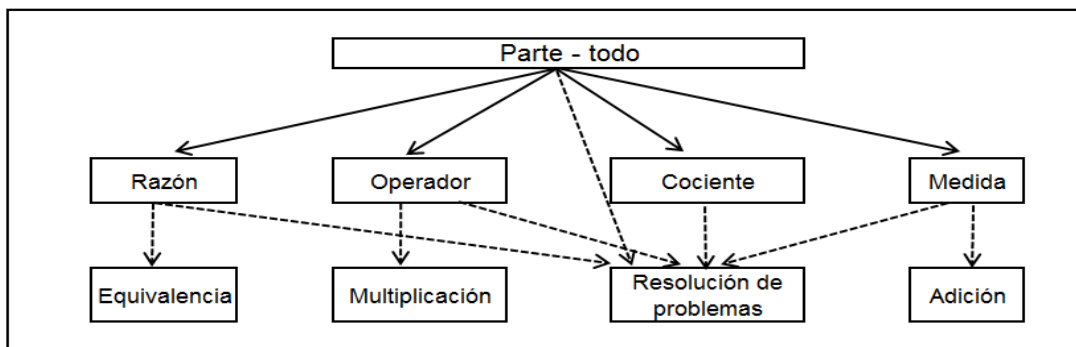 Parte - todo
Razón
Operador
Cociente
Medida
Equivalencia
Multiplicación
Resolución de
problemas
Adición